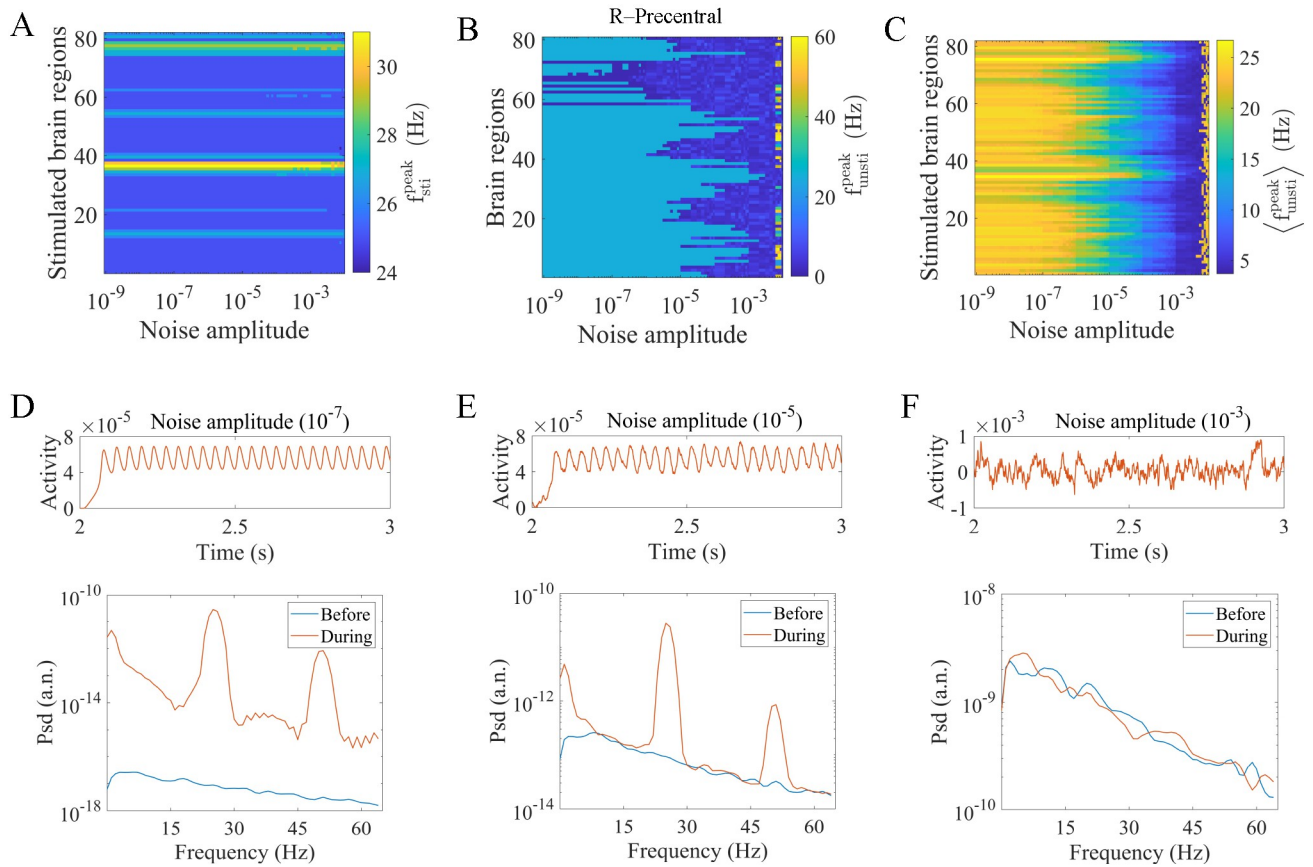 A
Stimulated brain regions
80
60
40
20
10⁻⁹ 10⁻⁷ 10⁻⁵ 10⁻³
Noise amplitude
30
28
26
24
f_sti^peak (Hz)
B
R–Precentral
Brain regions
80
60
40
20
0
10⁻⁹ 10⁻⁷ 10⁻⁵ 10⁻³
Noise amplitude
60
40
20
0
f_unsti^peak (Hz)
C
Stimulated brain regions
80
60
40
20
10⁻⁹ 10⁻⁷ 10⁻⁵ 10⁻³
Noise amplitude
25
20
15
10
5
⟨f_unsti^peak⟩ (Hz)
D
×10⁻⁵ Noise amplitude (10⁻⁷)
Activity
8
4
0
2 2.5 3
Time (s)
Psd (a.n.)
10⁻¹⁰
10⁻¹⁴
10⁻¹⁸
Before
During
15 30 45 60
Frequency (Hz)
E
×10⁻⁵ Noise amplitude (10⁻⁵)
Activity
8
4
0
2 2.5 3
Time (s)
Psd (a.n.)
10⁻¹⁰
10⁻¹²
10⁻¹⁴
Before
During
15 30 45 60
Frequency (Hz)
F
×10⁻³ Noise amplitude (10⁻³)
Activity
1
0
-1
2 2.5 3
Time (s)
Psd (a.n.)
10⁻⁸
10⁻⁹
10⁻¹⁰
Before
During
15 30 45 60
Frequency (Hz)